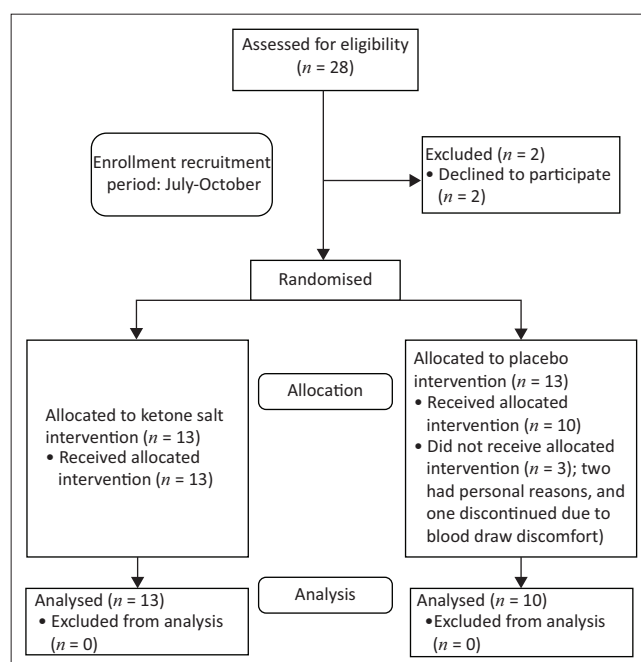 Assessed for eligibility
(n = 28)
Enrollment recruitment
period: July-October
Excluded (n = 2)
• Declined to participate
(n = 2)
Randomised
Allocation
Allocated to ketone salt
intervention (n = 13)
• Received allocated
intervention (n = 13)
Allocated to placebo
intervention (n = 13)
• Received allocated
intervention (n = 10)
• Did not receive allocated
intervention (n = 3); two
had personal reasons, and
one discontinued due to
blood draw discomfort)
Analysis
Analysed (n = 13)
• Excluded from analysis
(n = 0)
Analysed (n = 10)
•Excluded from analysis
(n = 0)